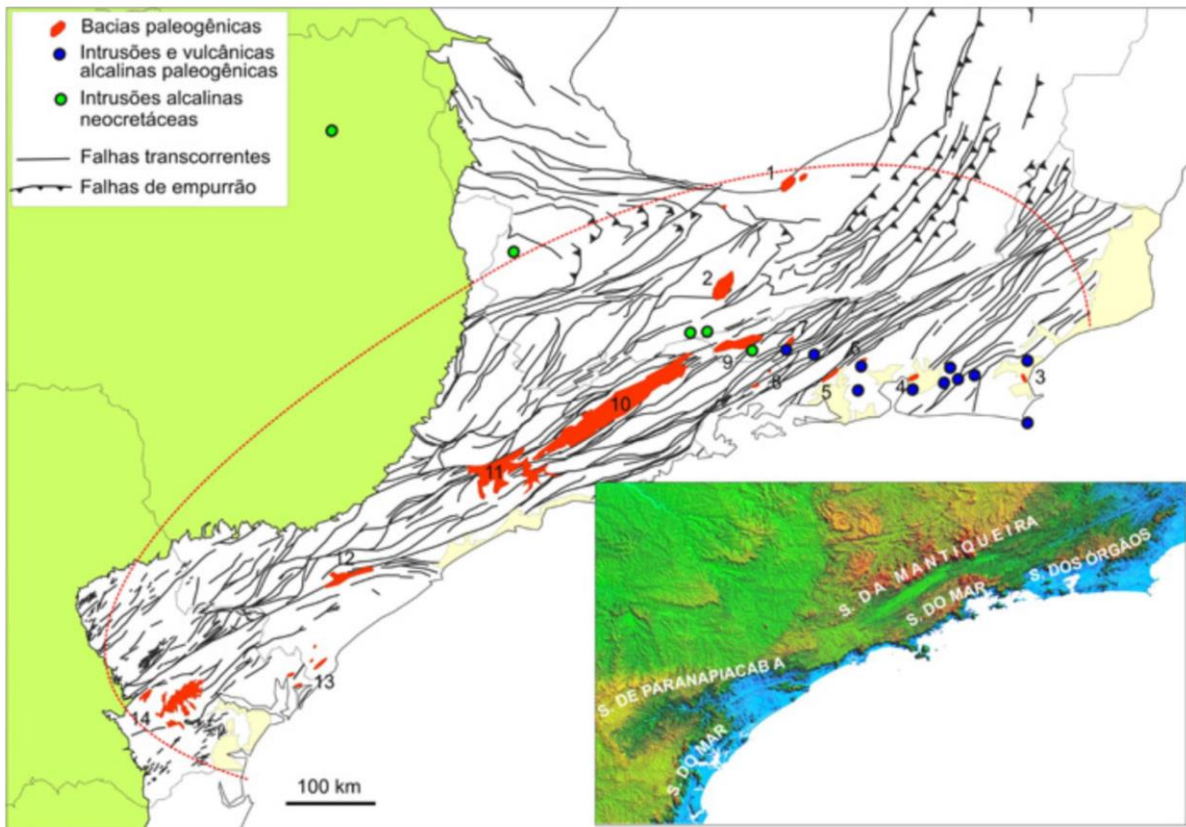 Bacias paleogênicas
Intrusões e vulcânicas
alcalinas paleogênicas
Intrusões alcalinas
neocretáceas
Falhas transcorrentes
Falhas de empurrão
1
2
9
8
6
5
4
3
10
11
12
13
14
100 km
S. DA MANTIQUEIRA
S. DOS ÓRGÃOS
S. DO MAR
S. DE PARANAPIACABA
S. DO MAR